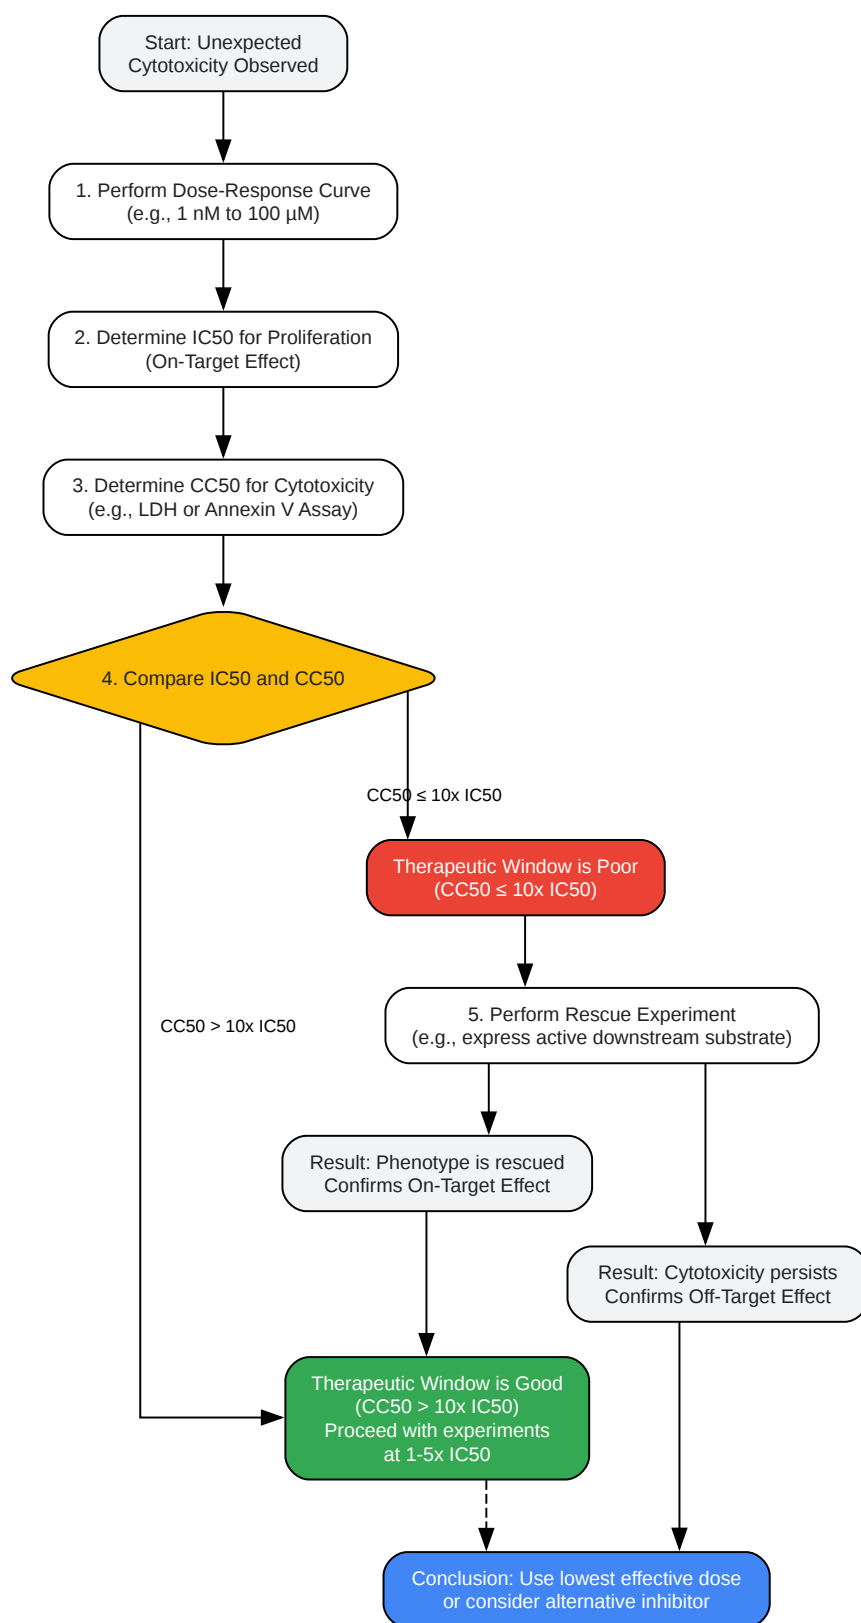 Start: Unexpected
Cytotoxicity Observed
1. Perform Dose-Response Curve
(e.g., 1 nM to 100 µM)
2. Determine IC50 for Proliferation
(On-Target Effect)
3. Determine CC50 for Cytotoxicity
(e.g., LDH or Annexin V Assay)
4. Compare IC50 and CC50
CC50 ≤ 10x IC50
Therapeutic Window is Poor
(CC50 ≤ 10x IC50)
CC50 > 10x IC50
5. Perform Rescue Experiment
(e.g., express active downstream substrate)
Result: Phenotype is rescued
Confirms On-Target Effect
Result: Cytotoxicity persists
Confirms Off-Target Effect
Therapeutic Window is Good
(CC50 > 10x IC50)
Proceed with experiments
at 1-5x IC50
Conclusion: Use lowest effective dose
or consider alternative inhibitor